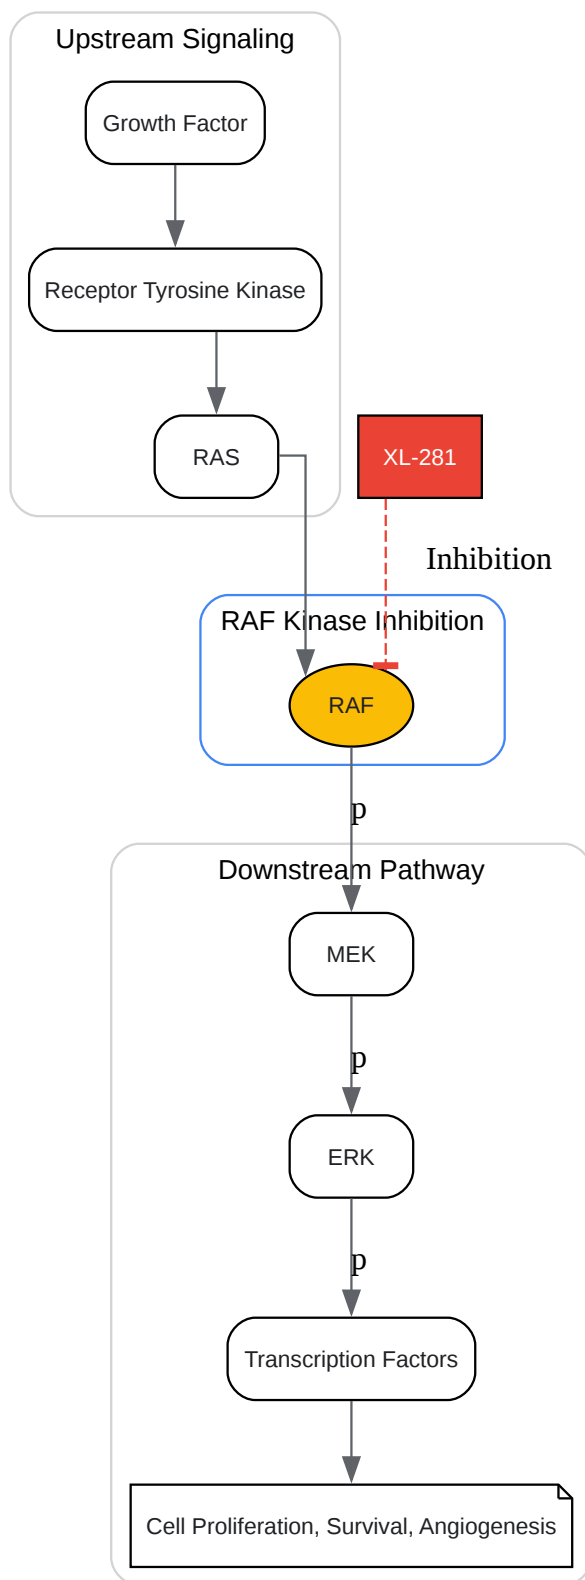 Upstream Signaling
Growth Factor
Receptor Tyrosine Kinase
RAS
XL-281
Inhibition
RAF Kinase Inhibition
RAF
p
Downstream Pathway
MEK
p
ERK
p
Transcription Factors
Cell Proliferation, Survival, Angiogenesis